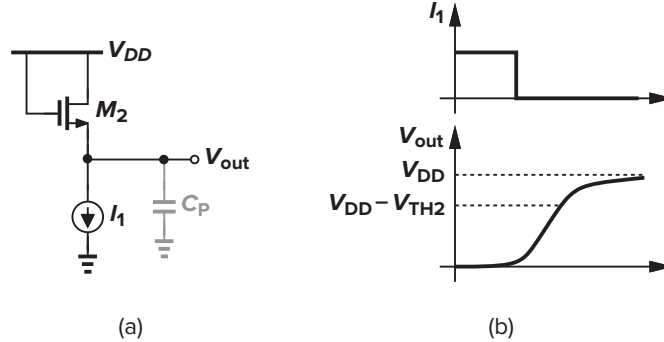 V_DD
M_2
V_out
I_1
C_P
(a)
I_1
V_out
V_DD
V_DD – V_TH2
(b)